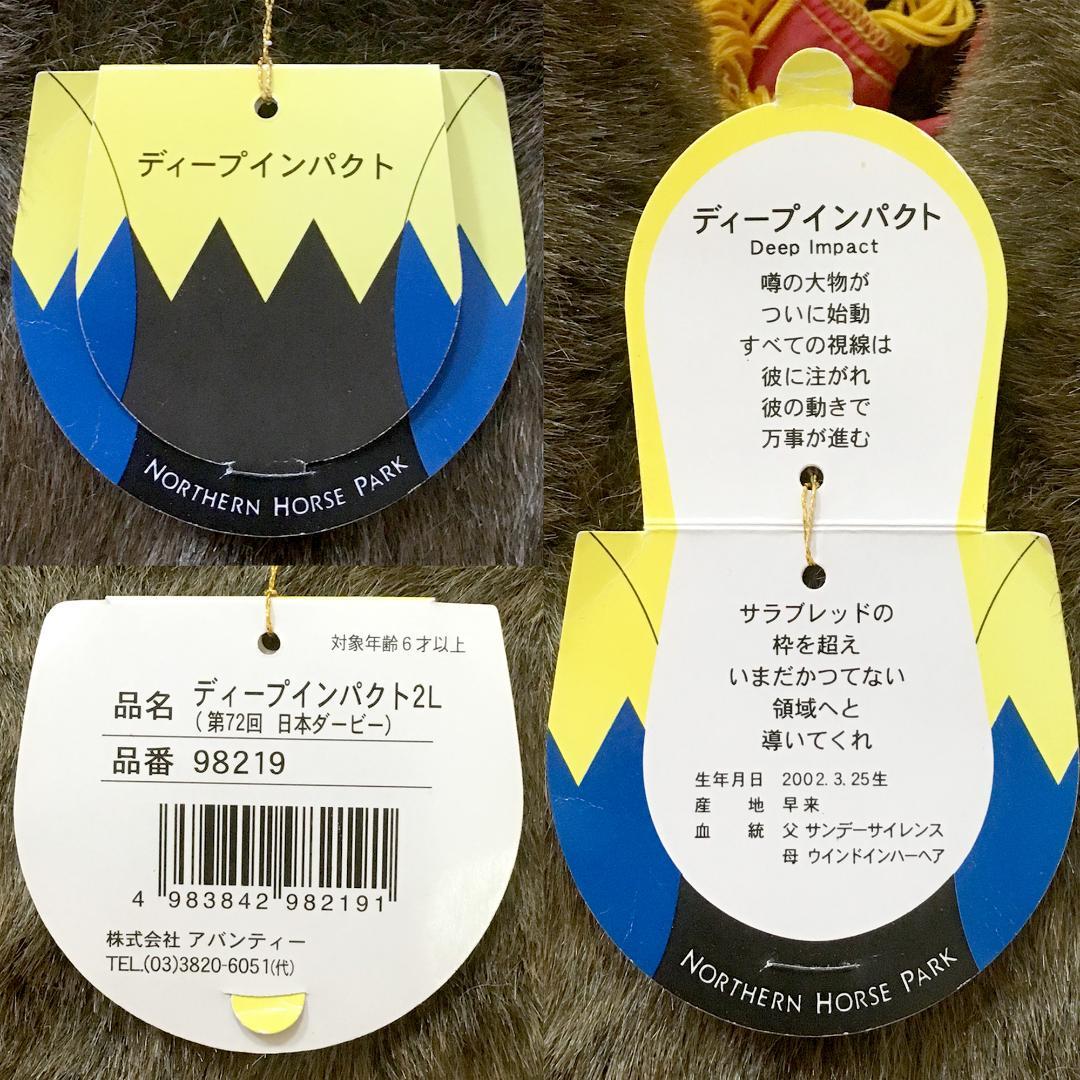 ディープインパクト
NORTHERN HORSE PARK
対象年齢6才以上
品名 ディープインパクト2L
(第72回 日本ダービー)
品番 98219
4 983842 982191
株式会社 アバンティー
TEL.(03)3820-6051(代)
ディープインパクト
Deep Impact
噂の大物が
ついに始動
すべての視線は
彼に注がれ
彼の動きで
万事が進む
サラブレッドの
枠を超え
いまだかつてない
領域へと
導いてくれ
生年月日 2002.3.25生
産地 早来
血統 父 サンデーサイレンス
母 ウインドインハーヘア
NORTHERN HORSE PARK